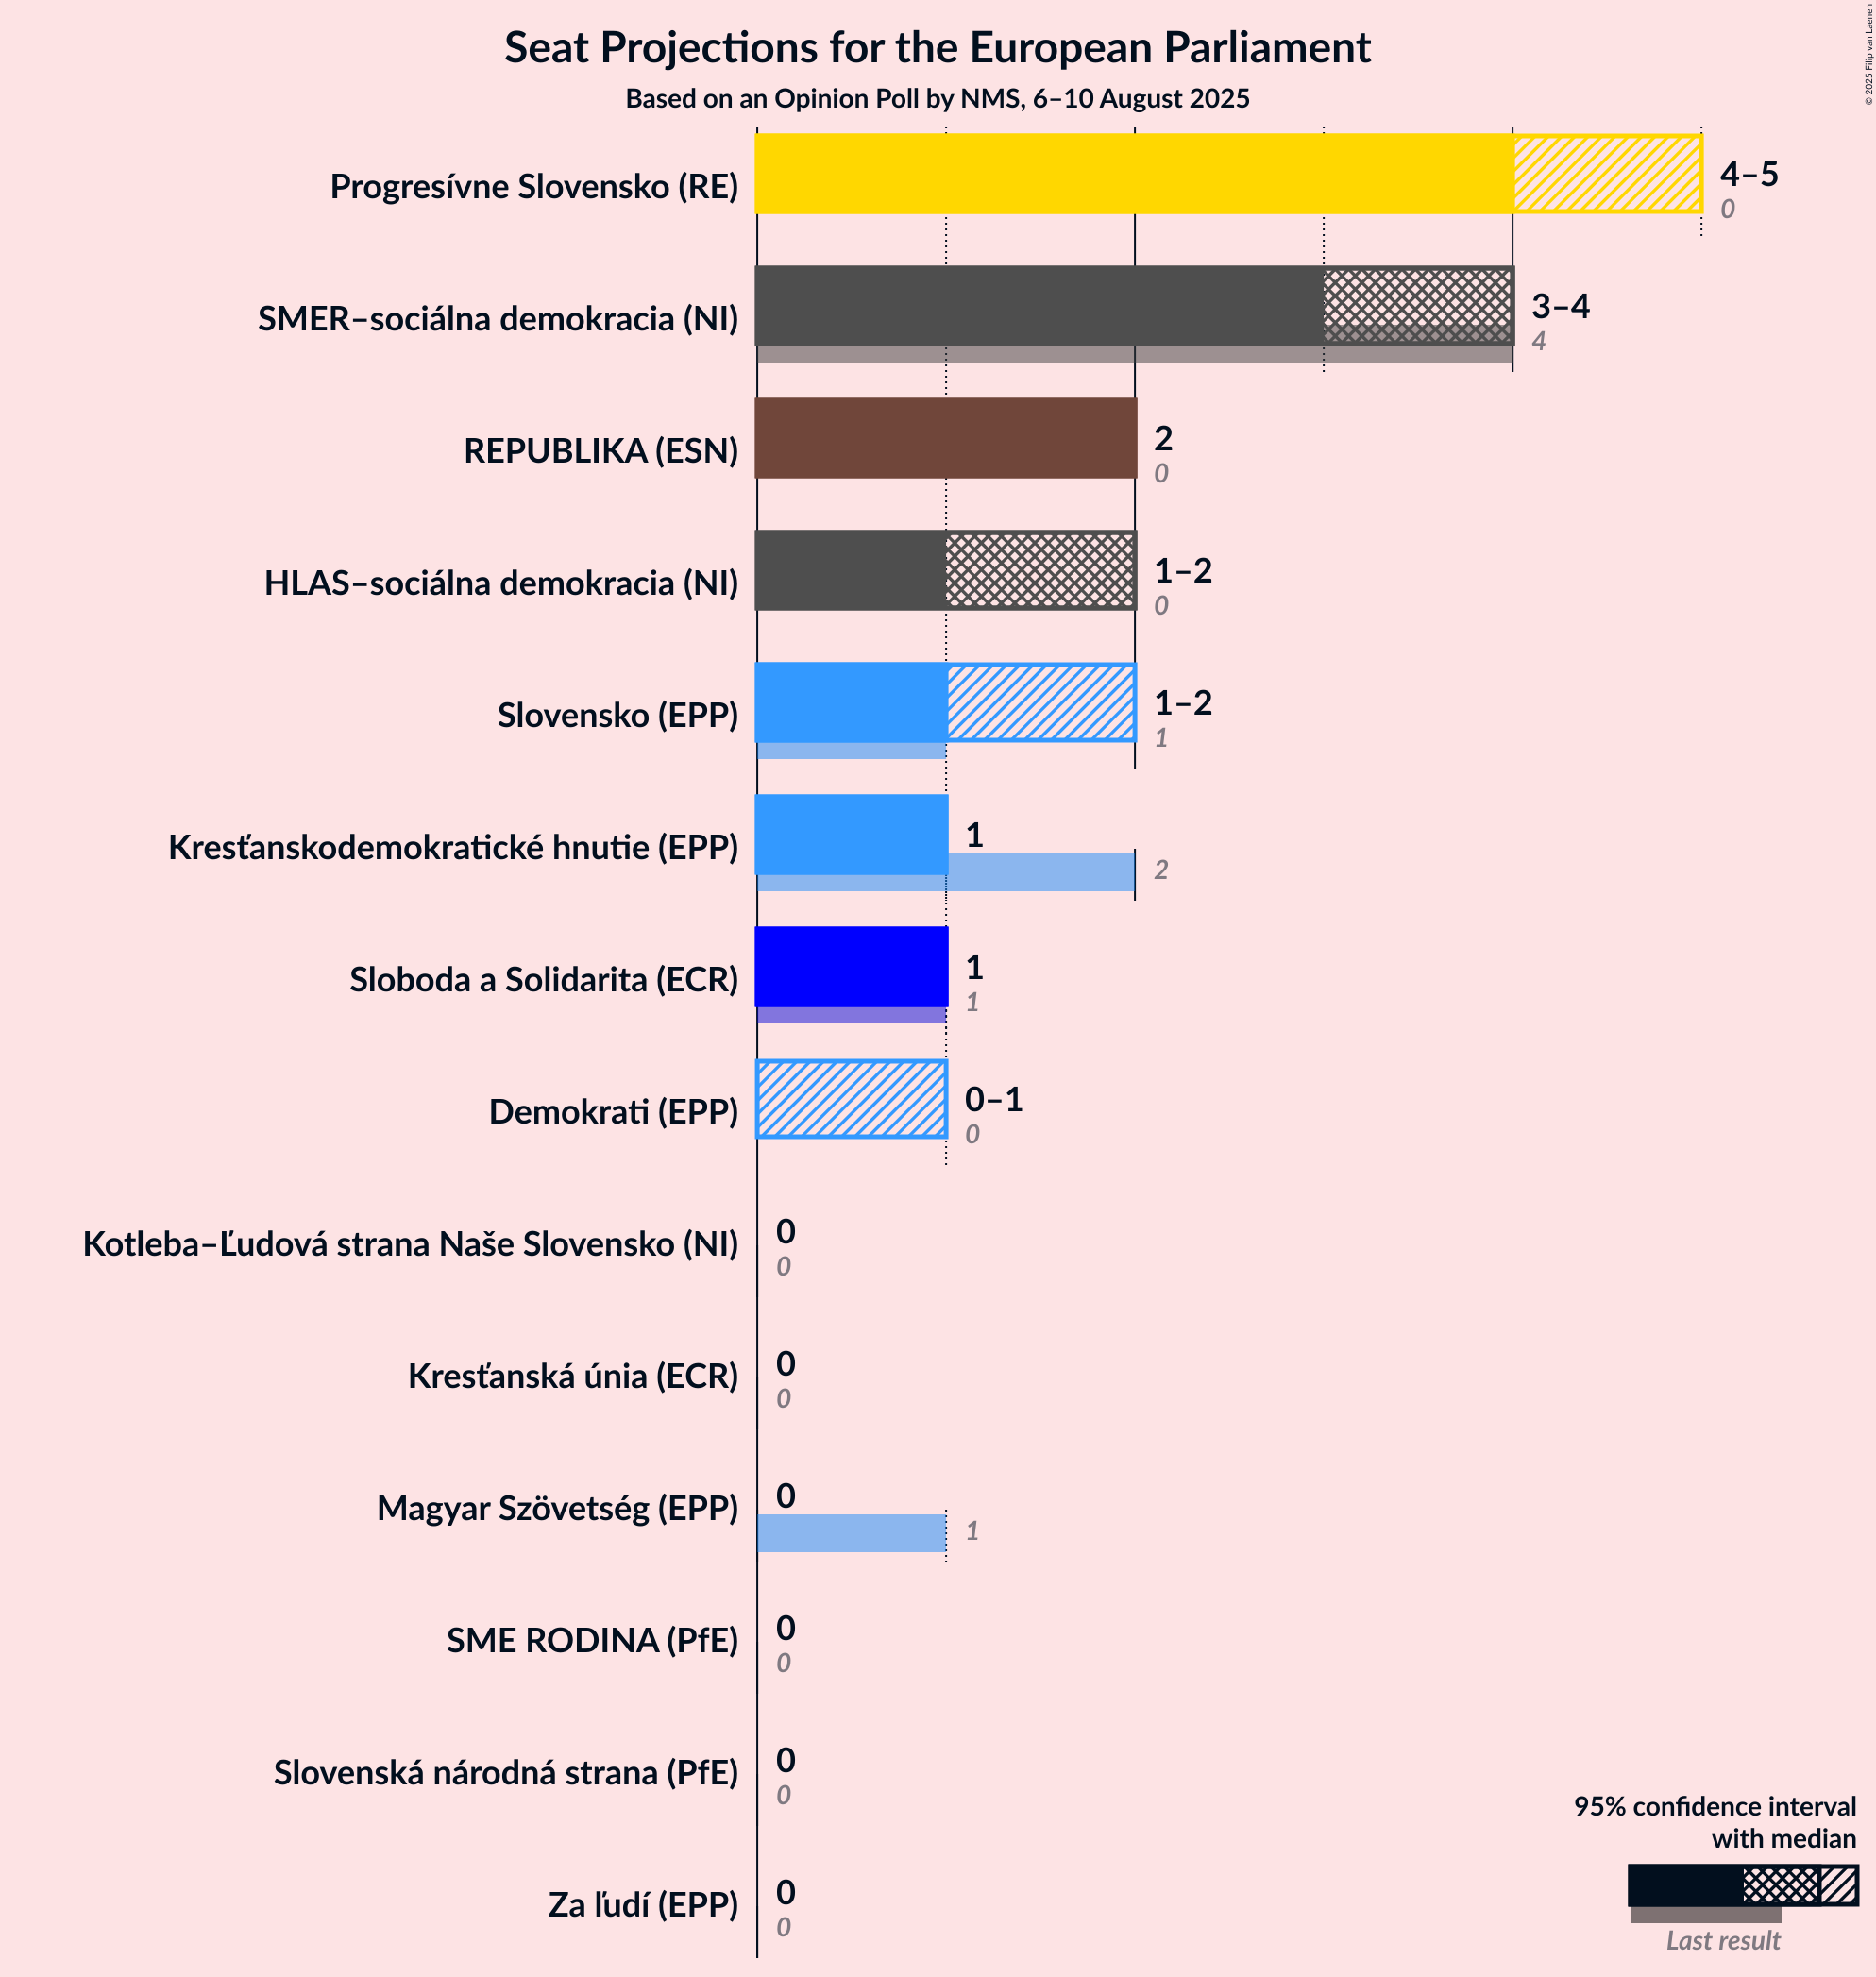 Seat Projections for the European Parliament
Based on an Opinion Poll by NMS, 6–10 August 2025
© 2025 Filip van Laenen
Progresívne Slovensko (RE)
4–5
0
SMER–sociálna demokracia (NI)
3–4
4
REPUBLIKA (ESN)
2
0
HLAS–sociálna demokracia (NI)
1–2
0
Slovensko (EPP)
1–2
1
Kresťanskodemokratické hnutie (EPP)
1
2
Sloboda a Solidarita (ECR)
1
1
Demokrati (EPP)
0–1
0
Kotleba–Ľudová strana Naše Slovensko (NI)
0
0
Kresťanská únia (ECR)
0
0
Magyar Szövetség (EPP)
0
1
SME RODINA (PfE)
0
0
Slovenská národná strana (PfE)
0
0
Za ľudí (EPP)
0
0
95% confidence interval
with median
Last result